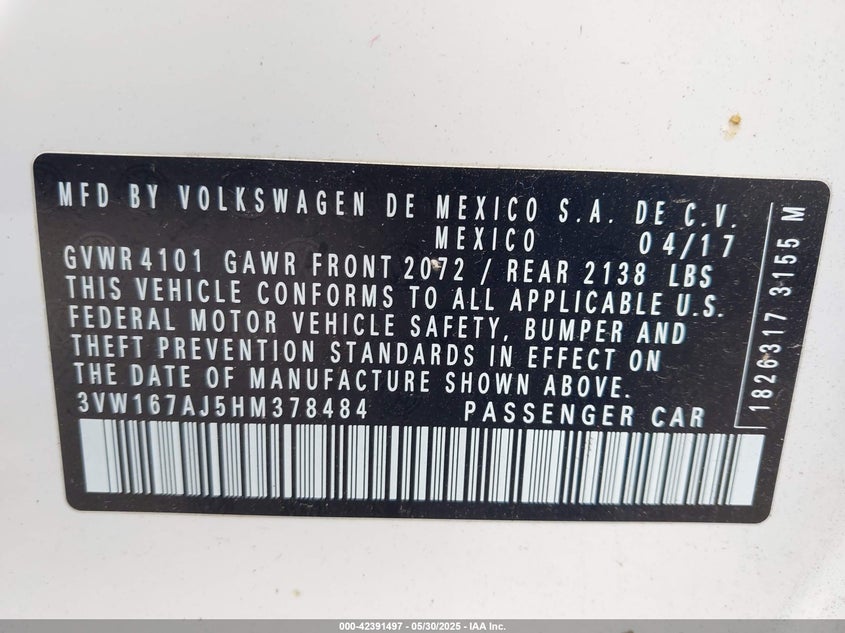 MFD BY VOLKSWAGEN DE MEXICO S.A. DE C.V.
MEXICO 04/17
GVWR 4101 GAWR FRONT 2072 / REAR 2138 LBS
THIS VEHICLE CONFORMS TO ALL APPLICABLE U.S.
FEDERAL MOTOR VEHICLE SAFETY, BUMPER AND
THEFT PREVENTION STANDARDS IN EFFECT ON
THE DATE OF MANUFACTURE SHOWN ABOVE.
3VW167AJ5HM378484 PASSENGER CAR
1826317 3155 M
000-42391497 - 05/30/2025 - IAA Inc.